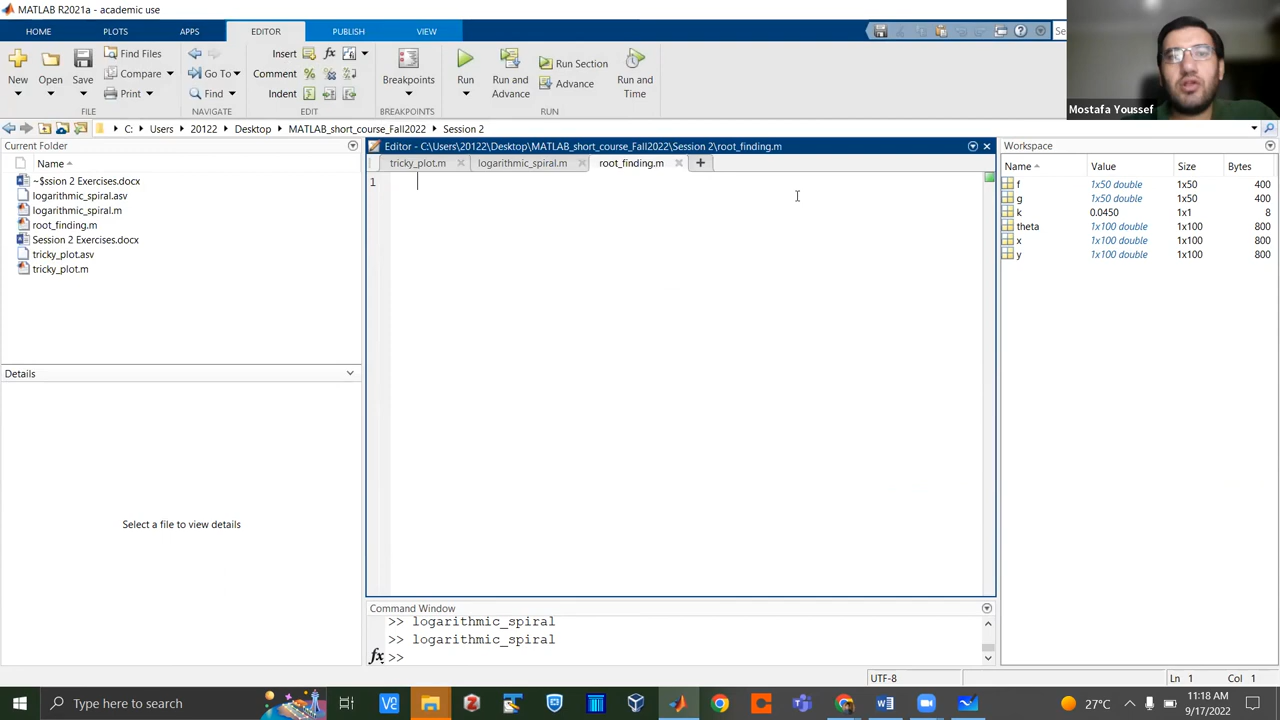 MATLAB R2021a - academic use
HOME PLOTS APPS EDITOR PUBLISH VIEW
New Open Save Find Files Compare Print
Go To Find
Insert fx
Comment
Indent
Breakpoints
Run Run and Advance Run Section Advance Run and Time
FILE NAVIGATE EDIT BREAKPOINTS RUN
Mostafa Youssef
C: Users 20122 Desktop MATLAB_short_course_Fall2022 Session 2
Current Folder
Name
~$ssion 2 Exercises.docx
logarithmic_spiral.asv
logarithmic_spiral.m
root_finding.m
Session 2 Exercises.docx
tricky_plot.asv
tricky_plot.m
Details
Select a file to view details
Editor - C:\Users\20122\Desktop\MATLAB_short_course_Fall2022\Session 2\root_finding.m
tricky_plot.m logarithmic_spiral.m root_finding.m
1
Command Window
>> logarithmic_spiral
>> logarithmic_spiral
fx >>
Workspace
Name Value Size Bytes
f 1x50 double 1x50 400
g 1x50 double 1x50 400
k 0.0450 1x1 8
theta 1x100 double 1x100 800
x 1x100 double 1x100 800
y 1x100 double 1x100 800
UTF-8 Ln 1 Col 1
Type here to search
27°C
11:18 AM
9/17/2022